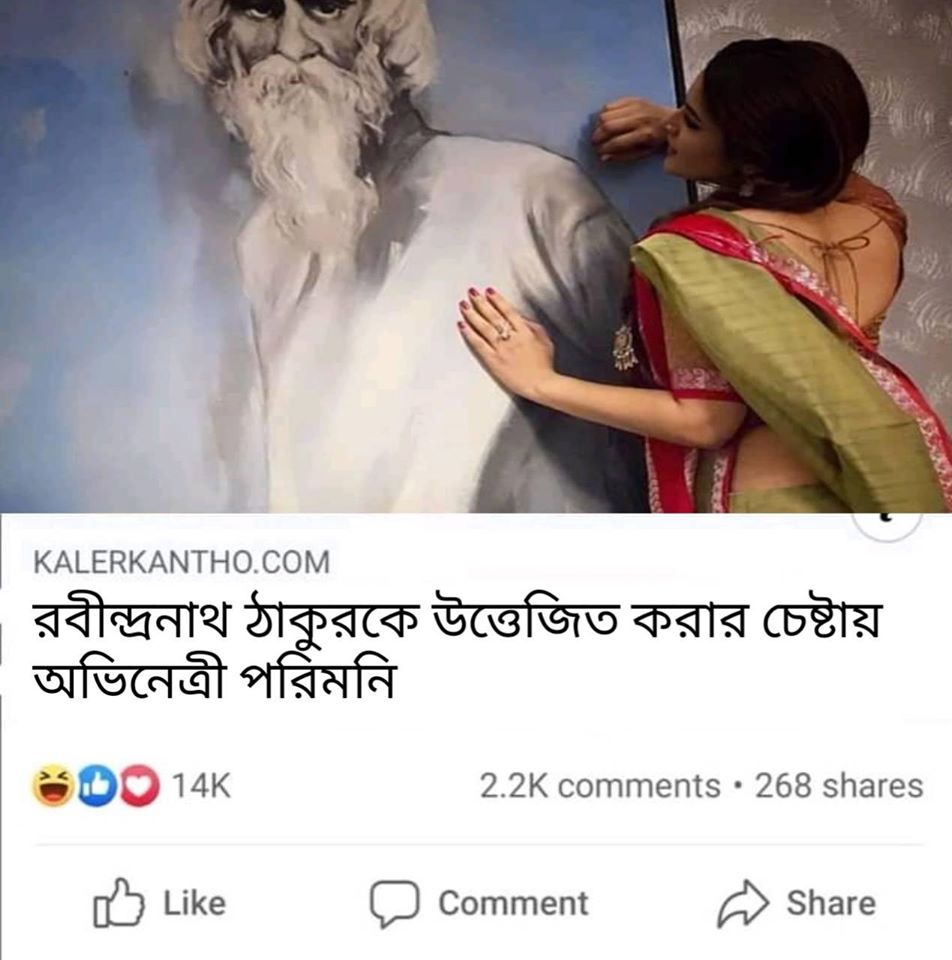 KALERKANTHO.COM
রবীন্দ্রনাথ ঠাকুরকে উত্তেজিত করার চেষ্টায়
অভিনেত্রী পরিমনি
14K 2.2K comments • 268 shares
Like Comment Share